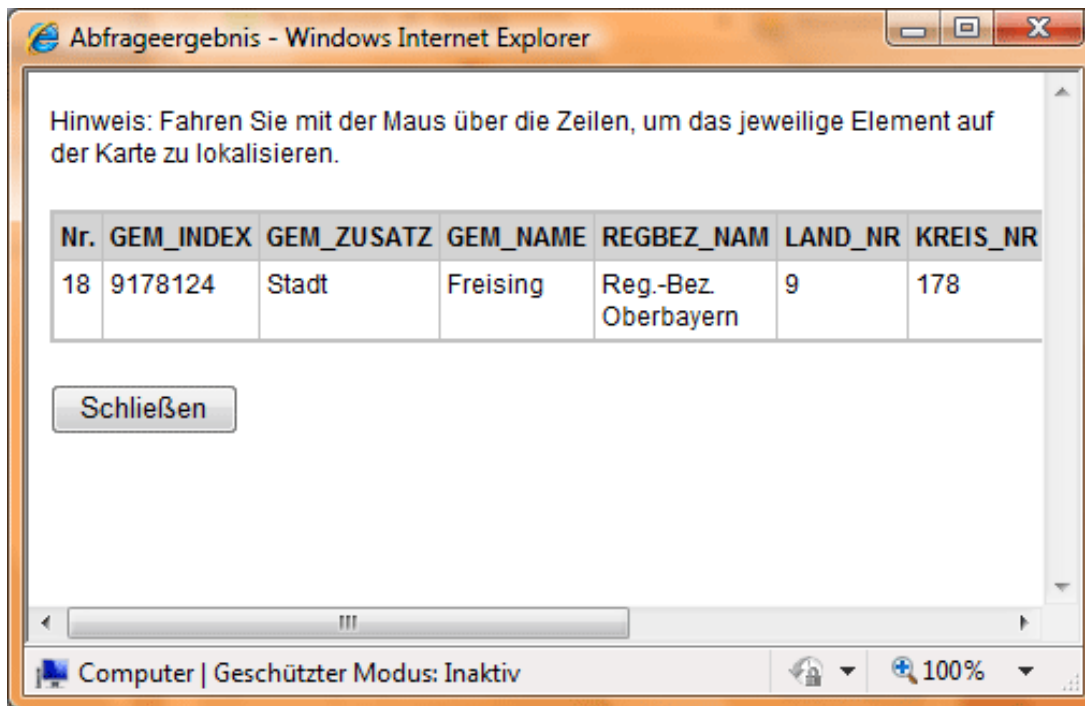 Abfrageergebnis - Windows Internet Explorer
Hinweis: Fahren Sie mit der Maus über die Zeilen, um das jeweilige Element auf
der Karte zu lokalisieren.
Nr. GEM_INDEX GEM_ZUSATZ GEM_NAME REGBEZ_NAM LAND_NR KREIS_NR
18 9178124 Stadt Freising Reg.-Bez. 9 178
Oberbayern
Schließen
Computer | Geschützter Modus: Inaktiv 100%